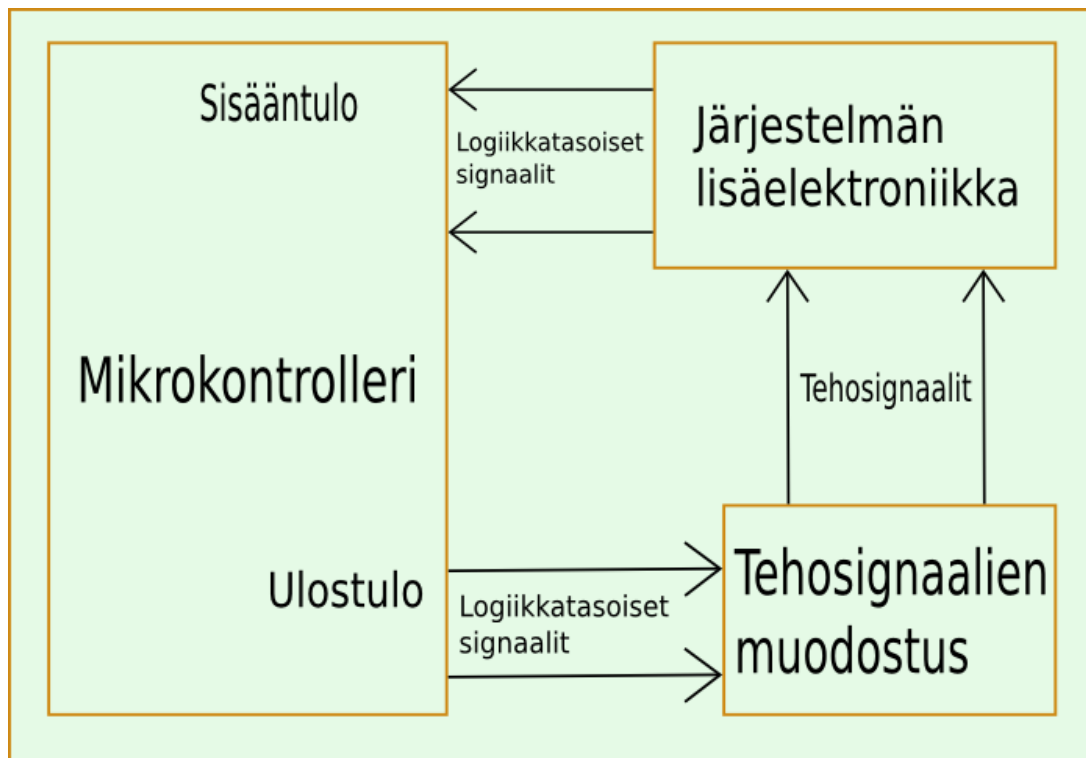 Sisääntulo
Logiikkatasoiset
signaalit
Järjestelmän
lisäelektroniikka
Mikrokontrolleri
Tehosignaalit
Ulostulo
Logiikkatasoiset
signaalit
Tehosignaalien
muodostus